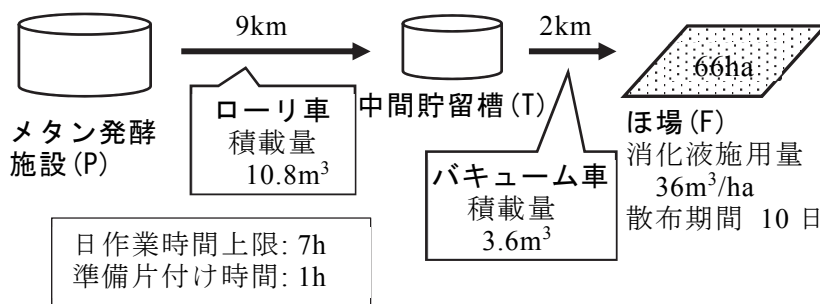 9km
2km
66ha
メタン発酵
施設(P)
ローリ車
積載量
10.8m³
中間貯留槽(T)
バキューム車
積載量
3.6m³
ほ場(F)
消化液施用量
36m³/ha
散布期間 10 日
日作業時間上限: 7h
準備片付け時間: 1h